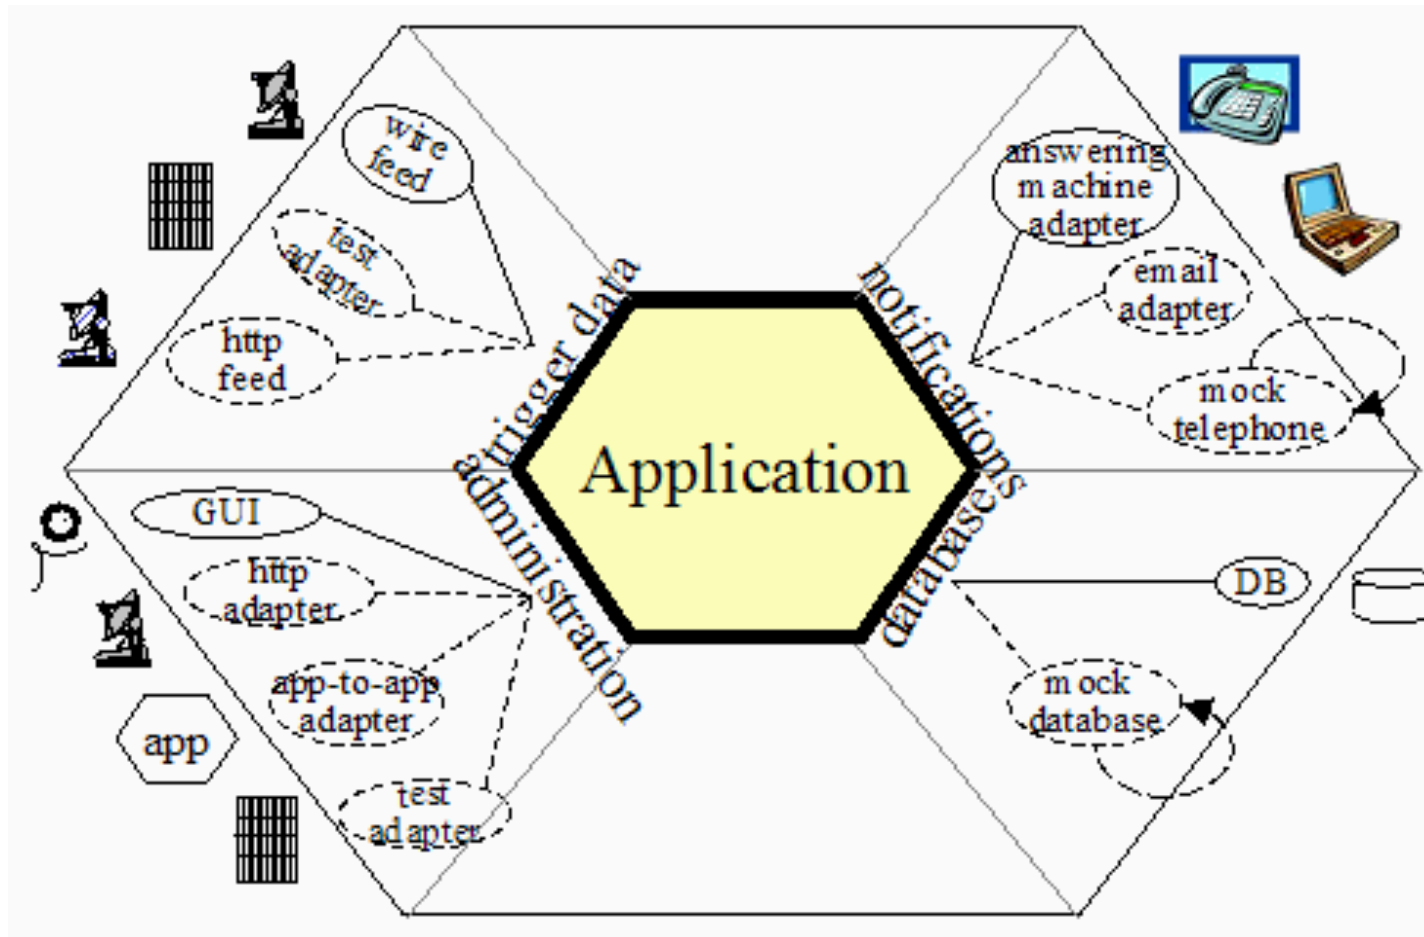 wire
feed
test
adapter
http
feed
trigger data
notifications
answering
machine
adapter
email
adapter
mock
telephone
Application
administration
database
GUI
http
adapter
app-to-app
adapter
app
test
adapter
DB
mock
database